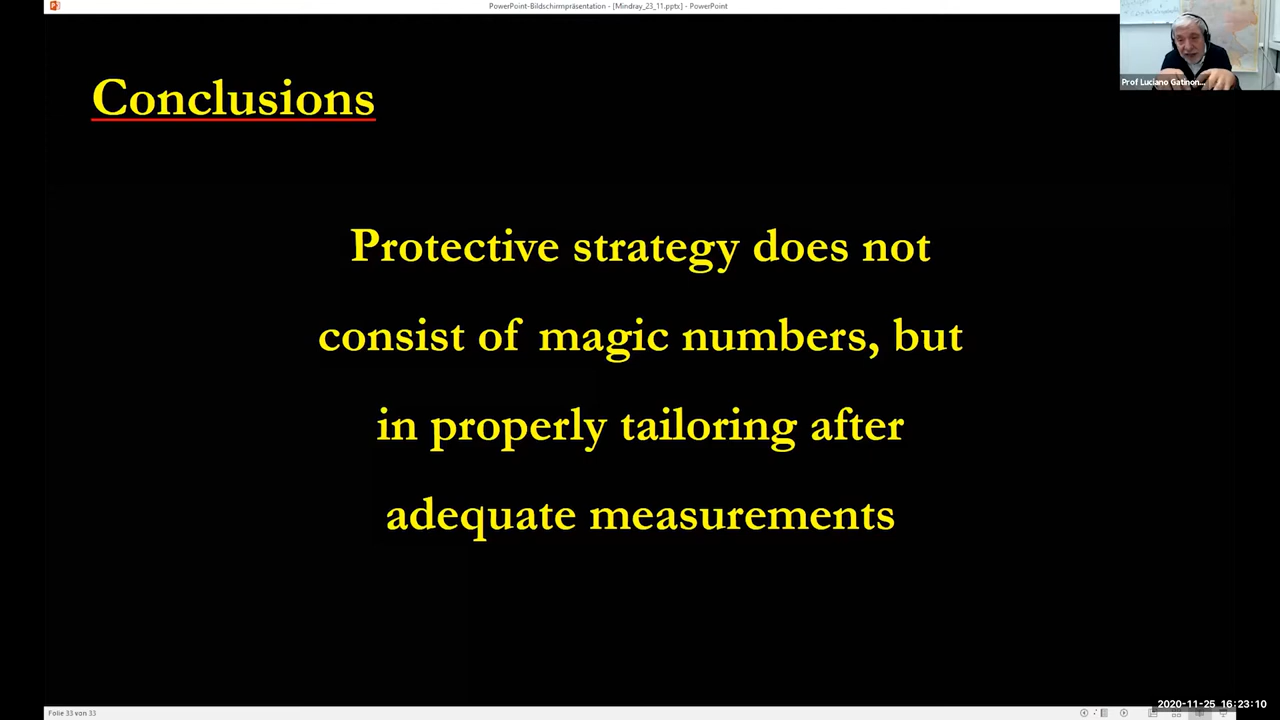 PowerPoint-Bildschirmpräsentation - [Mindray_23_11.pptx] - PowerPoint
Prof Luciano Gatinon...
Conclusions
Protective strategy does not
consist of magic numbers, but
in properly tailoring after
adequate measurements
2020-11-25 16:23:10
Folie 33 von 33